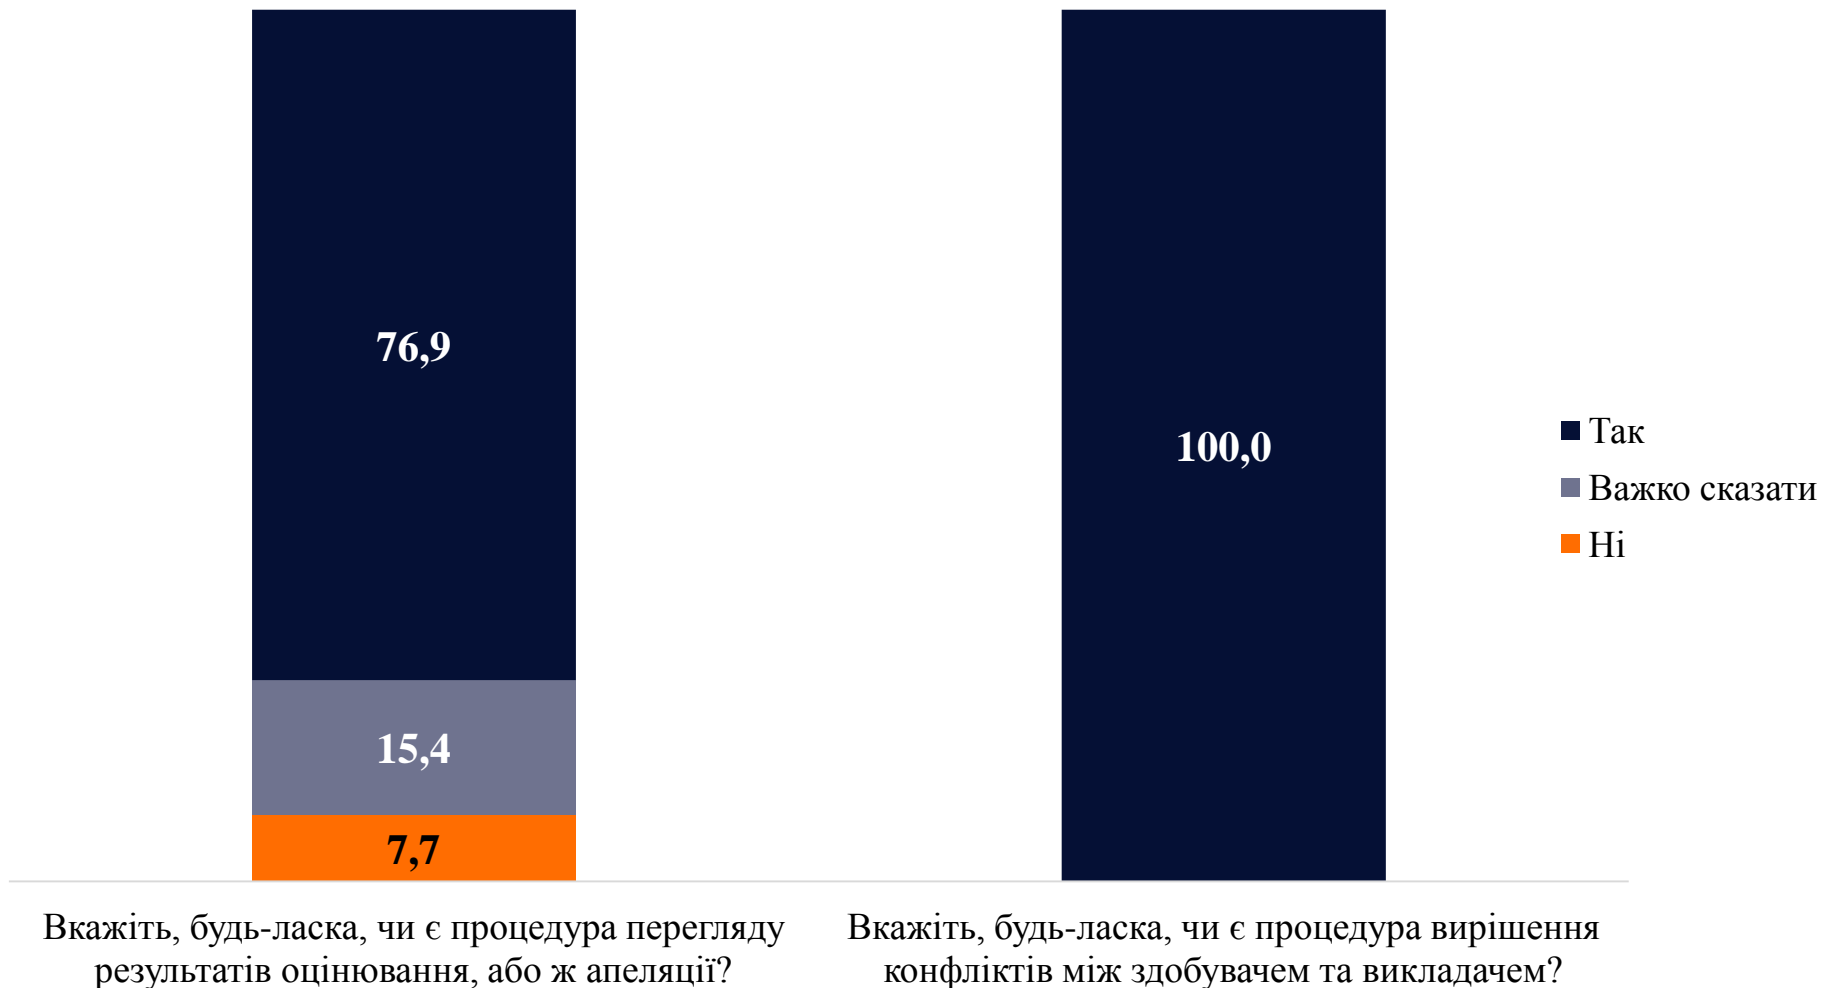 76,9
15,4
7,7
100,0
Так
Важко сказати
Ні
Вкажіть, будь-ласка, чи є процедура перегляду
результатів оцінювання, або ж апеляції?
Вкажіть, будь-ласка, чи є процедура вирішення
конфліктів між здобувачем та викладачем?